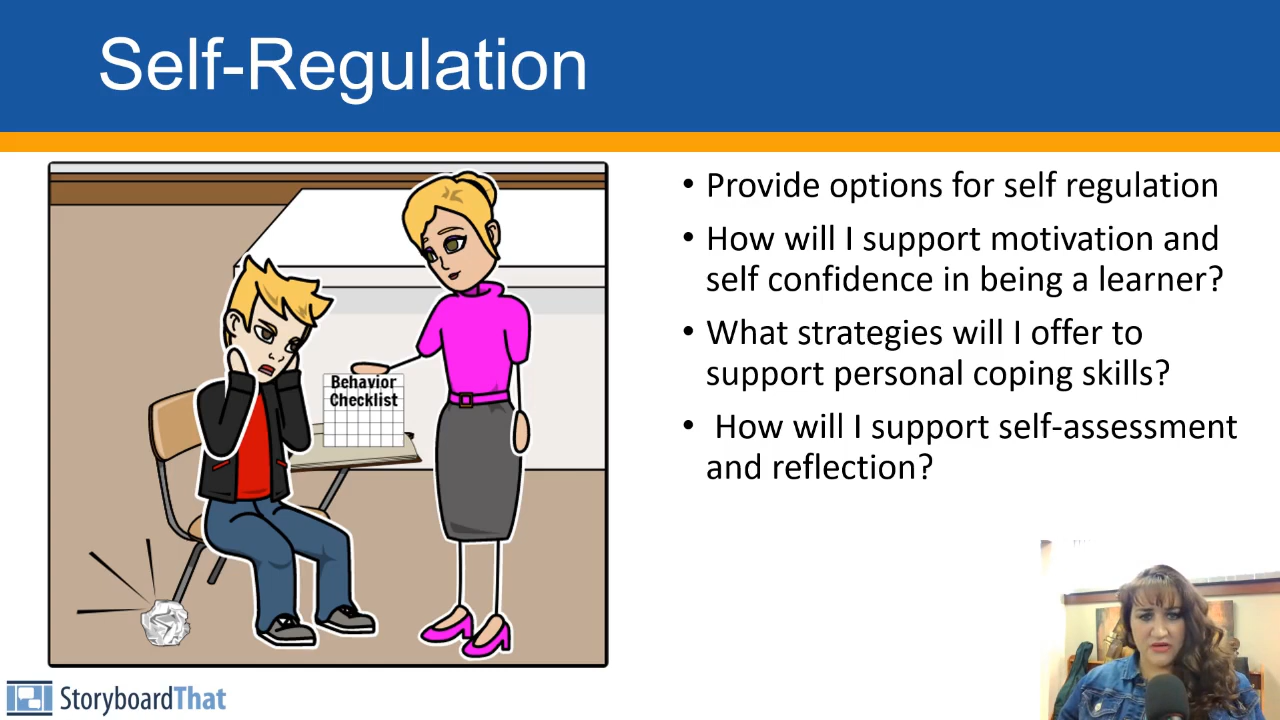 Self-Regulation
Behavior
Checklist
• Provide options for self regulation
• How will I support motivation and
self confidence in being a learner?
• What strategies will I offer to
support personal coping skills?
• How will I support self-assessment
and reflection?
StoryboardThat